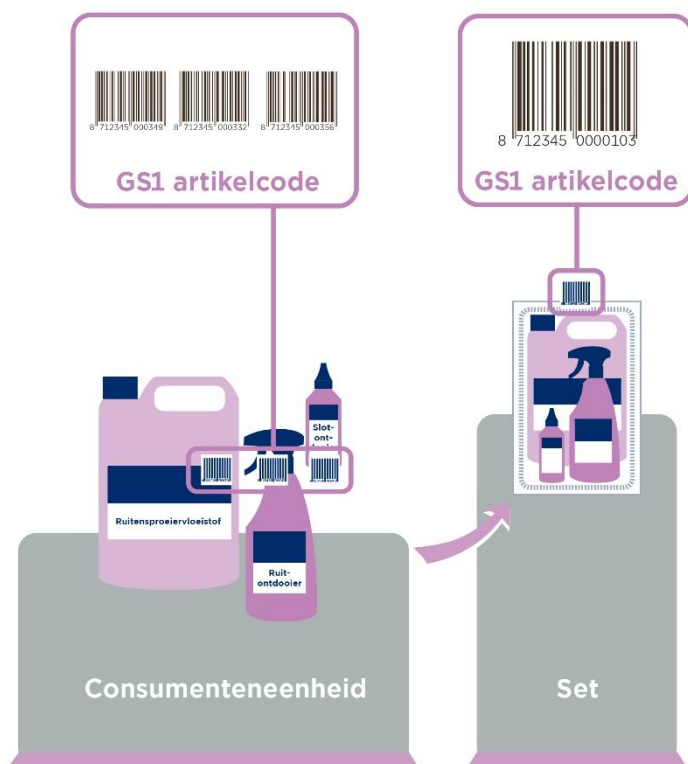 8 712345 000349 8 712345 000332 8 712345 000356
GS1 artikelcode
8 712345 0000103
GS1 artikelcode
Slot-
ont-
Ruitensproeiervloeistof
Ruit-
ontdooier
Consumenteneenheid
Set